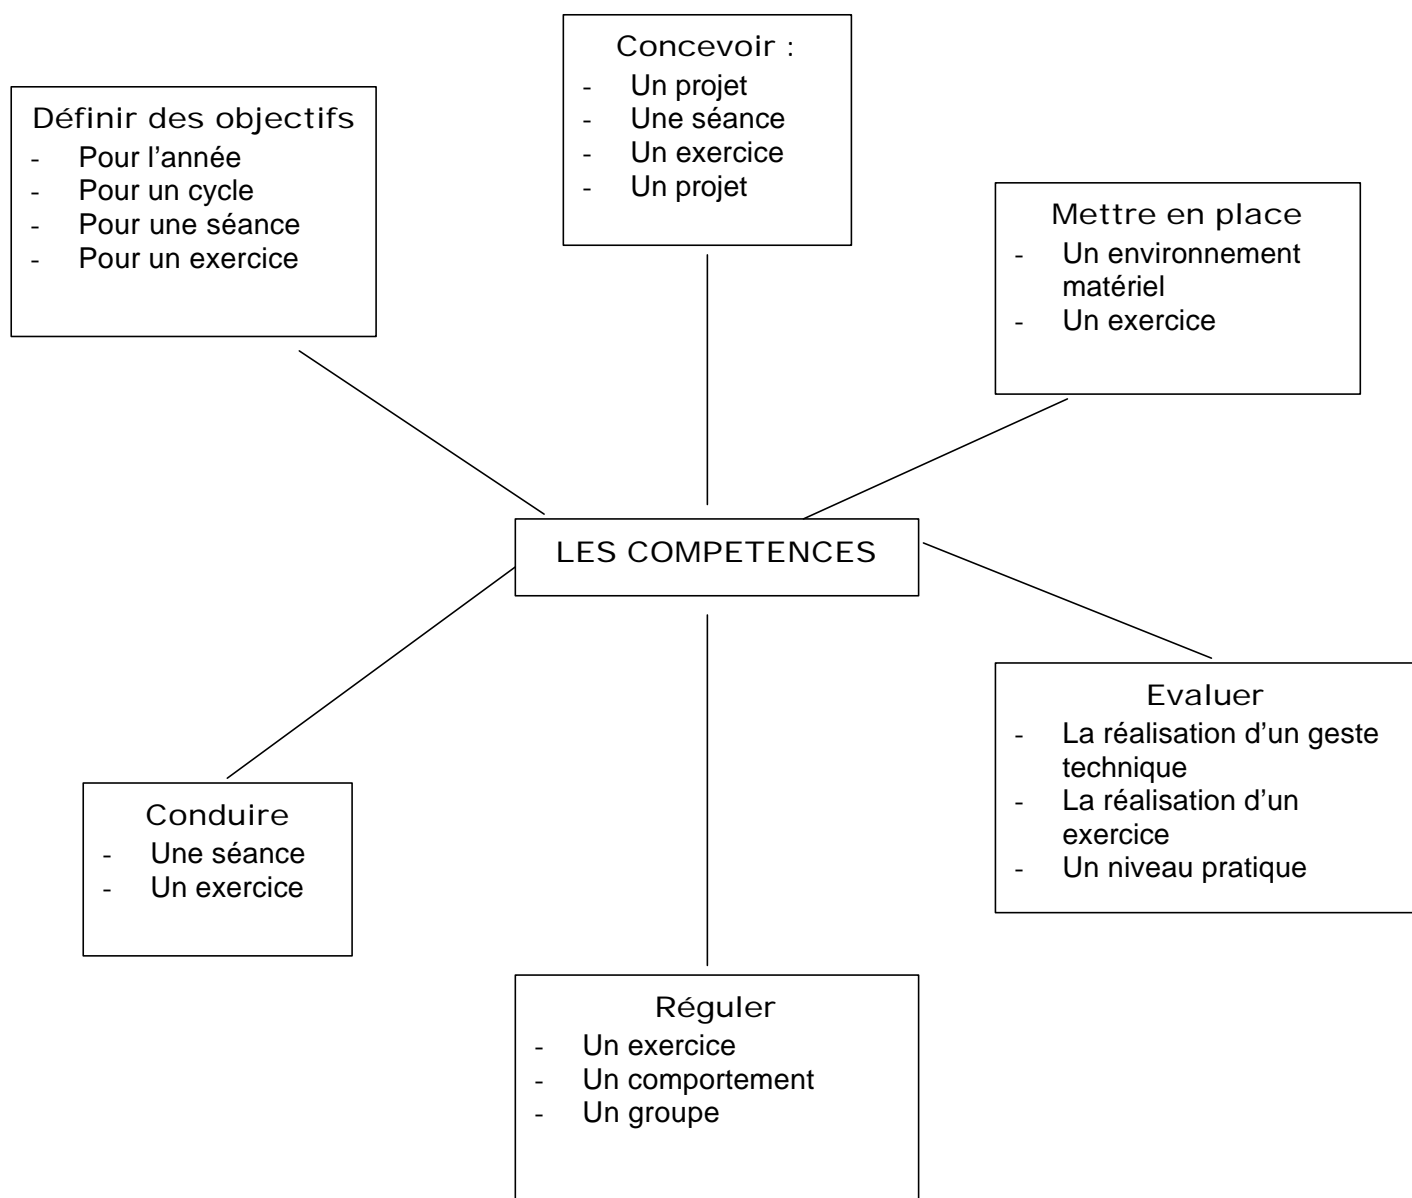 Concevoir :
- Un projet
- Une séance
- Un exercice
- Un projet
Définir des objectifs
- Pour l'année
- Pour un cycle
- Pour une séance
- Pour un exercice
Mettre en place
- Un environnement
matériel
- Un exercice
LES COMPETENCES
Evaluer
- La réalisation d’un geste
technique
- La réalisation d’un
exercice
- Un niveau pratique
Conduire
- Une séance
- Un exercice
Réguler
- Un exercice
- Un comportement
- Un groupe